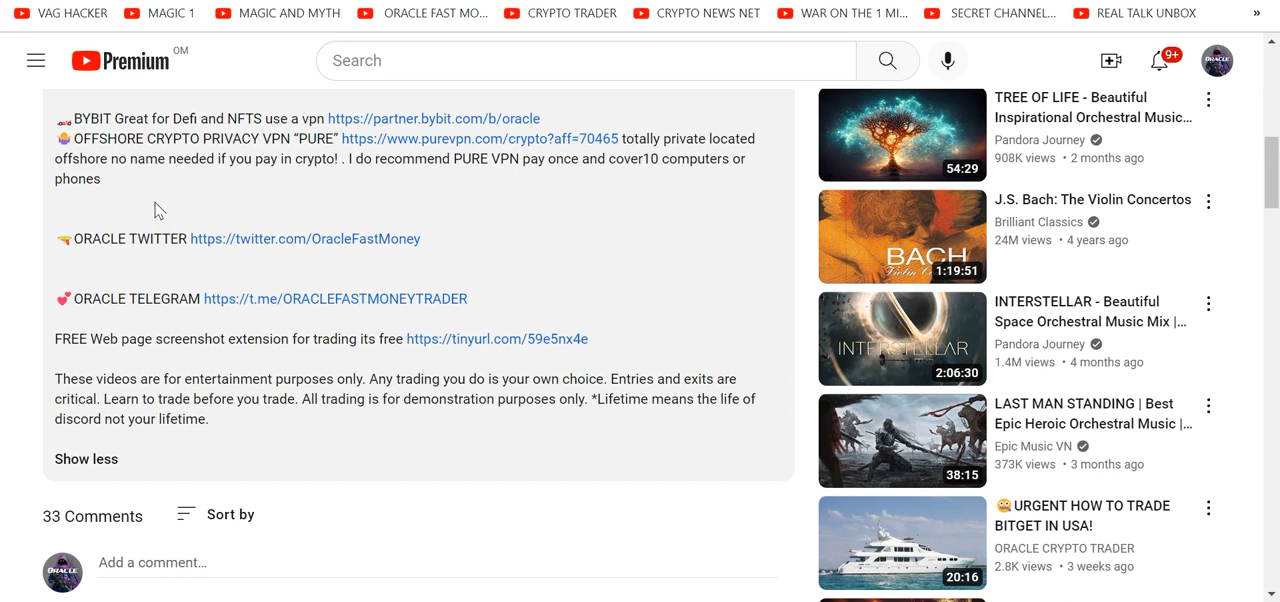 VAG HACKER MAGIC 1 MAGIC AND MYTH ORACLE FAST MO... CRYPTO TRADER CRYPTO NEWS NET WAR ON THE 1 MI... SECRET CHANNEL... REAL TALK UNBOX »
Premium OM
Search
9+
ORACLE
BYBIT Great for Defi and NFTS use a vpn https://partner.bybit.com/b/oracle
OFFSHORE CRYPTO PRIVACY VPN “PURE” https://www.purevpn.com/crypto?aff=70465 totally private located
offshore no name needed if you pay in crypto! . I do recommend PURE VPN pay once and cover10 computers or
phones
ORACLE TWITTER https://twitter.com/OracleFastMoney
ORACLE TELEGRAM https://t.me/ORACLEFASTMONEYTRADER
FREE Web page screenshot extension for trading its free https://tinyurl.com/59e5nx4e
These videos are for entertainment purposes only. Any trading you do is your own choice. Entries and exits are
critical. Learn to trade before you trade. All trading is for demonstration purposes only. *Lifetime means the life of
discord not your lifetime.
Show less
33 Comments Sort by
ORACLE
Add a comment...
54:29
TREE OF LIFE - Beautiful
Inspirational Orchestral Music...
Pandora Journey
908K views • 2 months ago
BACH
1:19:51
J.S. Bach: The Violin Concertos
Brilliant Classics
24M views • 4 years ago
INTERSTELLAR
2:06:30
INTERSTELLAR - Beautiful
Space Orchestral Music Mix |...
Pandora Journey
1.4M views • 4 months ago
38:15
LAST MAN STANDING | Best
Epic Heroic Orchestral Music |...
Epic Music VN
373K views • 3 months ago
20:16
URGENT HOW TO TRADE
BITGET IN USA!
ORACLE CRYPTO TRADER
2.8K views • 3 weeks ago